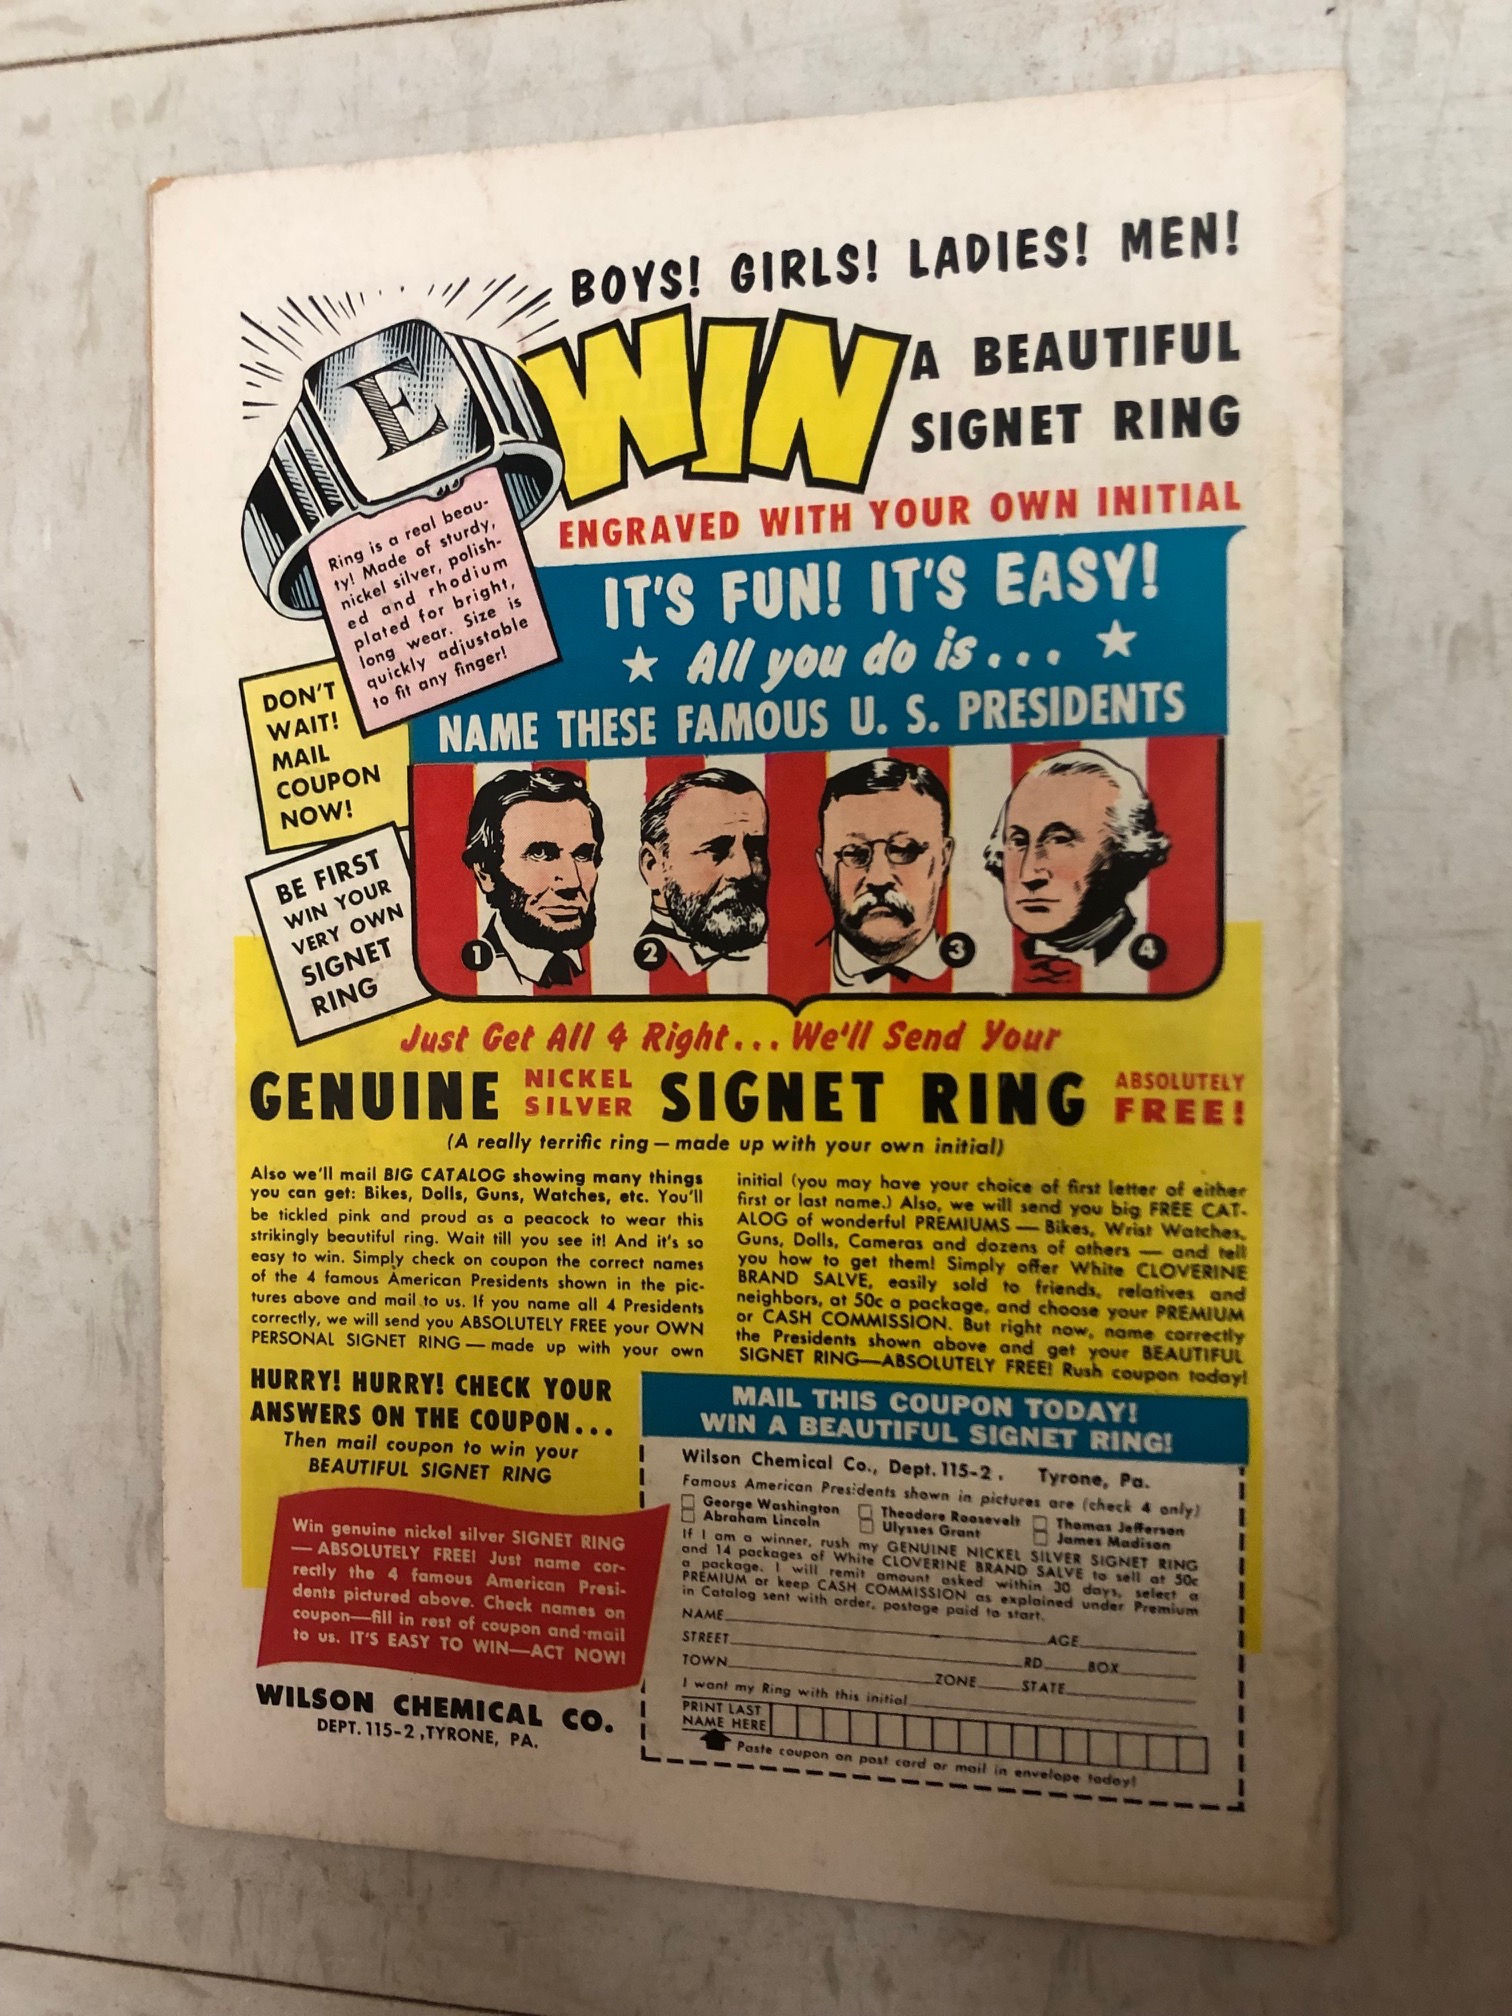 BOYS! GIRLS! LADIES! MEN!
WIN
A BEAUTIFUL
SIGNET RING
ENGRAVED WITH YOUR OWN INITIAL
E
Ring is a real beau-
ty! Made of sturdy,
nickel silver, polish-
ed and rhodium
plated for bright,
long wear. Size is
quickly adjustable
to fit any finger!
IT'S FUN! IT'S EASY!
★ All you do is... ★
NAME THESE FAMOUS U. S. PRESIDENTS
DON'T
WAIT!
MAIL
COUPON
NOW!
BE FIRST
WIN YOUR
VERY OWN
SIGNET
RING
1
2
3
4
Just Get All 4 Right... We'll Send Your
GENUINE NICKEL SILVER SIGNET RING ABSOLUTELY FREE!
(A really terrific ring — made up with your own initial)
Also we'll mail BIG CATALOG showing many things
you can get: Bikes, Dolls, Guns, Watches, etc. You'll
be tickled pink and proud as a peacock to wear this
strikingly beautiful ring. Wait till you see it! And it's so
easy to win. Simply check on coupon the correct names
of the 4 famous American Presidents shown in the pic-
tures above and mail to us. If you name all 4 Presidents
correctly, we will send you ABSOLUTELY FREE your OWN
PERSONAL SIGNET RING — made up with your own
initial (you may have your choice of first letter of either
first or last name.) Also, we will send you big FREE CAT-
ALOG of wonderful PREMIUMS — Bikes, Wrist Watches,
Guns, Dolls, Cameras and dozens of others — and tell
you how to get them! Simply offer White CLOVERINE
BRAND SALVE, easily sold to friends, relatives and
neighbors, at 50c a package, and choose your PREMIUM
or CASH COMMISSION. But right now, name correctly
the Presidents shown above and get your BEAUTIFUL
SIGNET RING—ABSOLUTELY FREE! Rush coupon today!
HURRY! HURRY! CHECK YOUR
ANSWERS ON THE COUPON...
Then mail coupon to win your
BEAUTIFUL SIGNET RING
Win genuine nickel silver SIGNET RING
— ABSOLUTELY FREE! Just name cor-
rectly the 4 famous American Presi-
dents pictured above. Check names on
coupon—fill in rest of coupon and mail
to us. IT'S EASY TO WIN—ACT NOW!
WILSON CHEMICAL CO.
DEPT. 115-2, TYRONE, PA.
MAIL THIS COUPON TODAY!
WIN A BEAUTIFUL SIGNET RING!
Wilson Chemical Co., Dept. 115-2. Tyrone, Pa.
Famous American Presidents shown in pictures are (check 4 only)
George Washington Theodore Roosevelt Thomas Jefferson
Abraham Lincoln Ulysses Grant James Madison
If I am a winner, rush my GENUINE NICKEL SILVER SIGNET RING
and 14 packages of White CLOVERINE BRAND SALVE to sell at 50c
a package. I will remit amount asked within 30 days, select a
PREMIUM or keep CASH COMMISSION as explained under Premium
in Catalog sent with order, postage paid to start.
NAME AGE
STREET RD BOX
TOWN ZONE STATE
I want my Ring with this initial
PRINT LAST
NAME HERE
Paste coupon on post card or mail in envelope today!